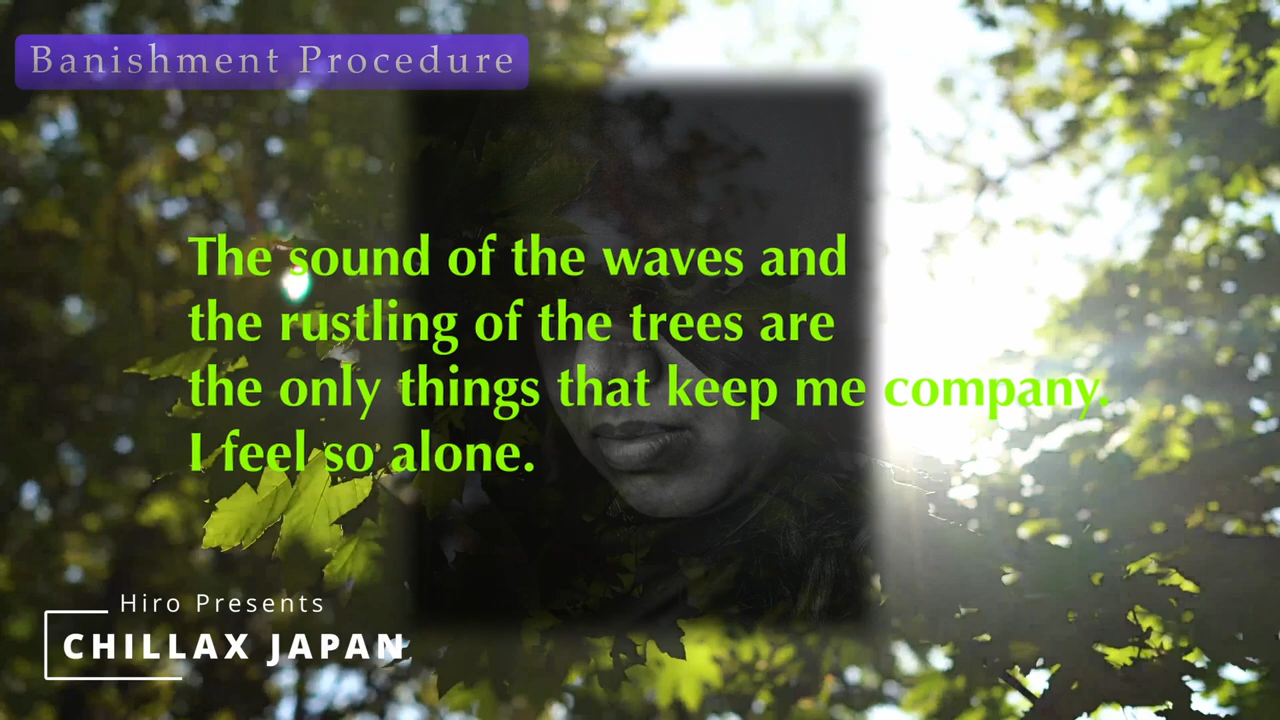 Banishment Procedure
The sound of the waves and
the rustling of the trees are
the only things that keep me company.
I feel so alone.
Hiro Presents
CHILLAX JAPAN